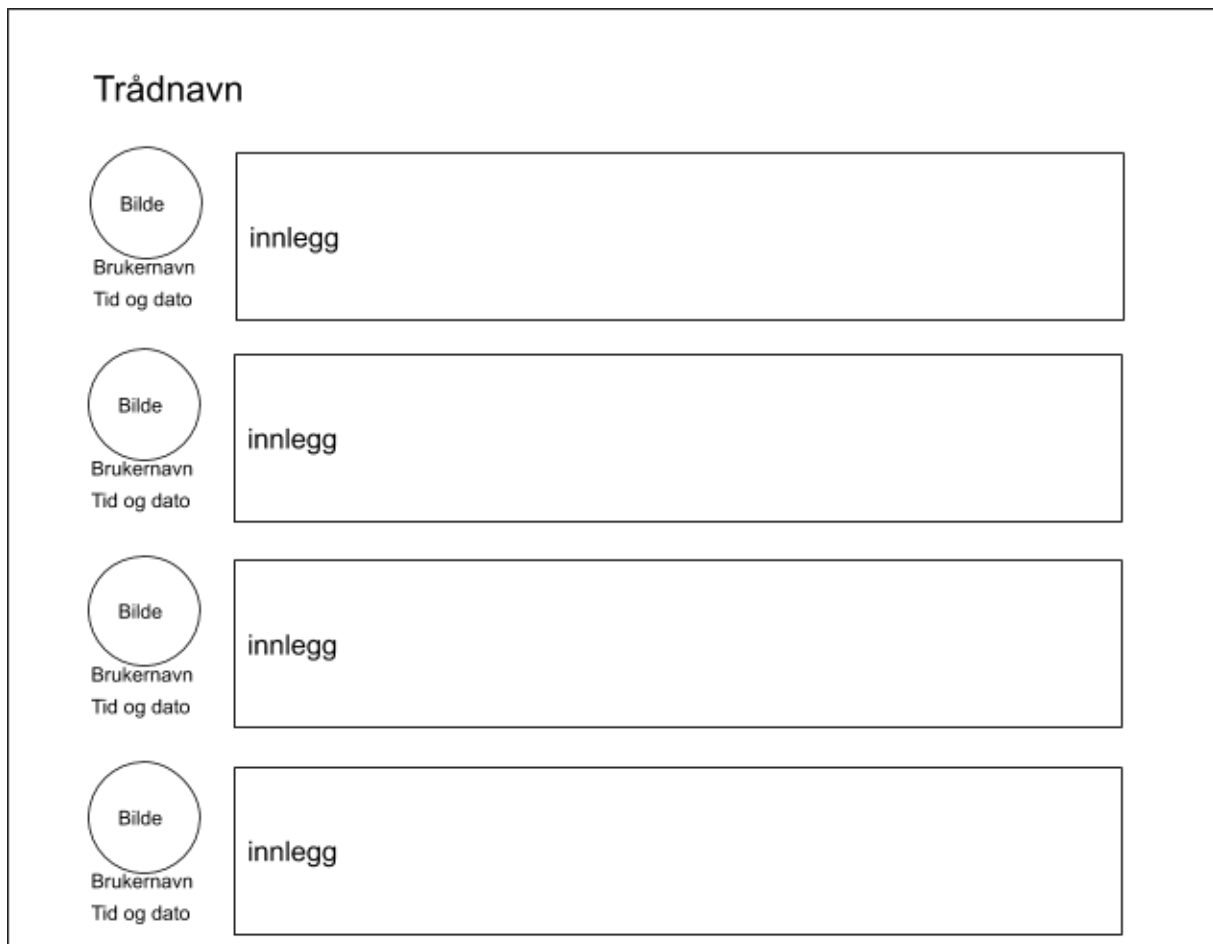 Trådnavn
Bilde
Brukernavn
Tid og dato
innlegg
Bilde
Brukernavn
Tid og dato
innlegg
Bilde
Brukernavn
Tid og dato
innlegg
Bilde
Brukernavn
Tid og dato
innlegg